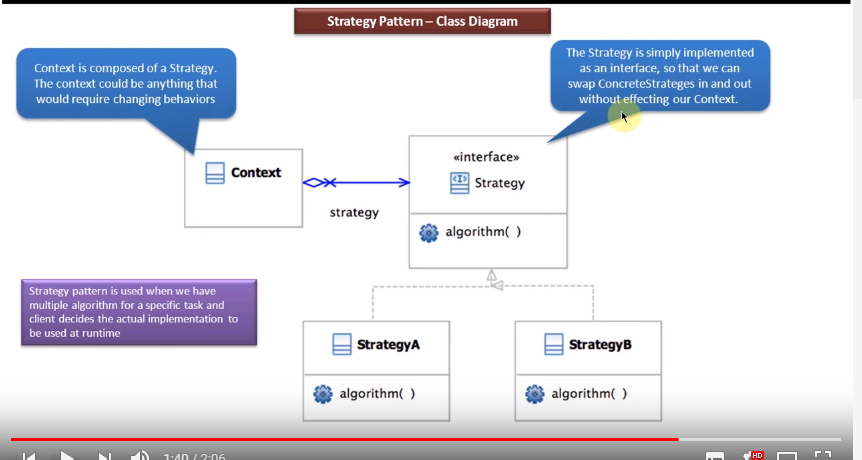 Strategy Pattern – Class Diagram
Context is composed of a Strategy.
The context could be anything that
would require changing behaviors
The Strategy is simply implemented
as an interface, so that we can
swap ConcreteStrateges in and out
without effecting our Context.
Context
strategy
«interface»
<I>
Strategy
algorithm( )
Strategy pattern is used when we have
multiple algorithm for a specific task and
client decides the actual implementation to
be used at runtime
StrategyA
algorithm( )
StrategyB
algorithm( )
1:40 / 2:06
HD